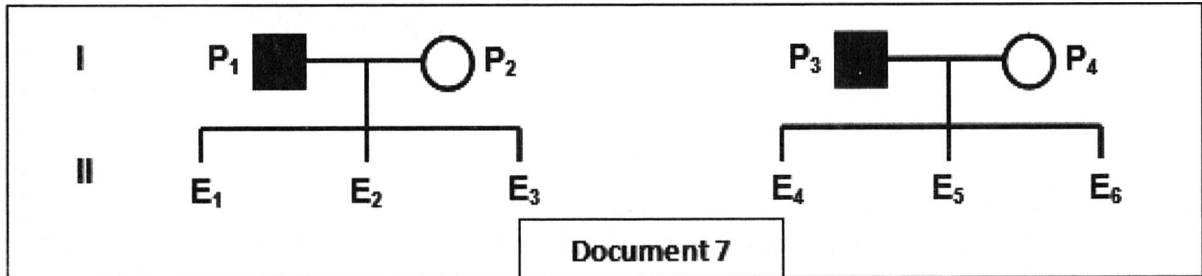 I P₁ P₂ P₃ P₄
II E₁ E₂ E₃ E₄ E₅ E₆
Document 7